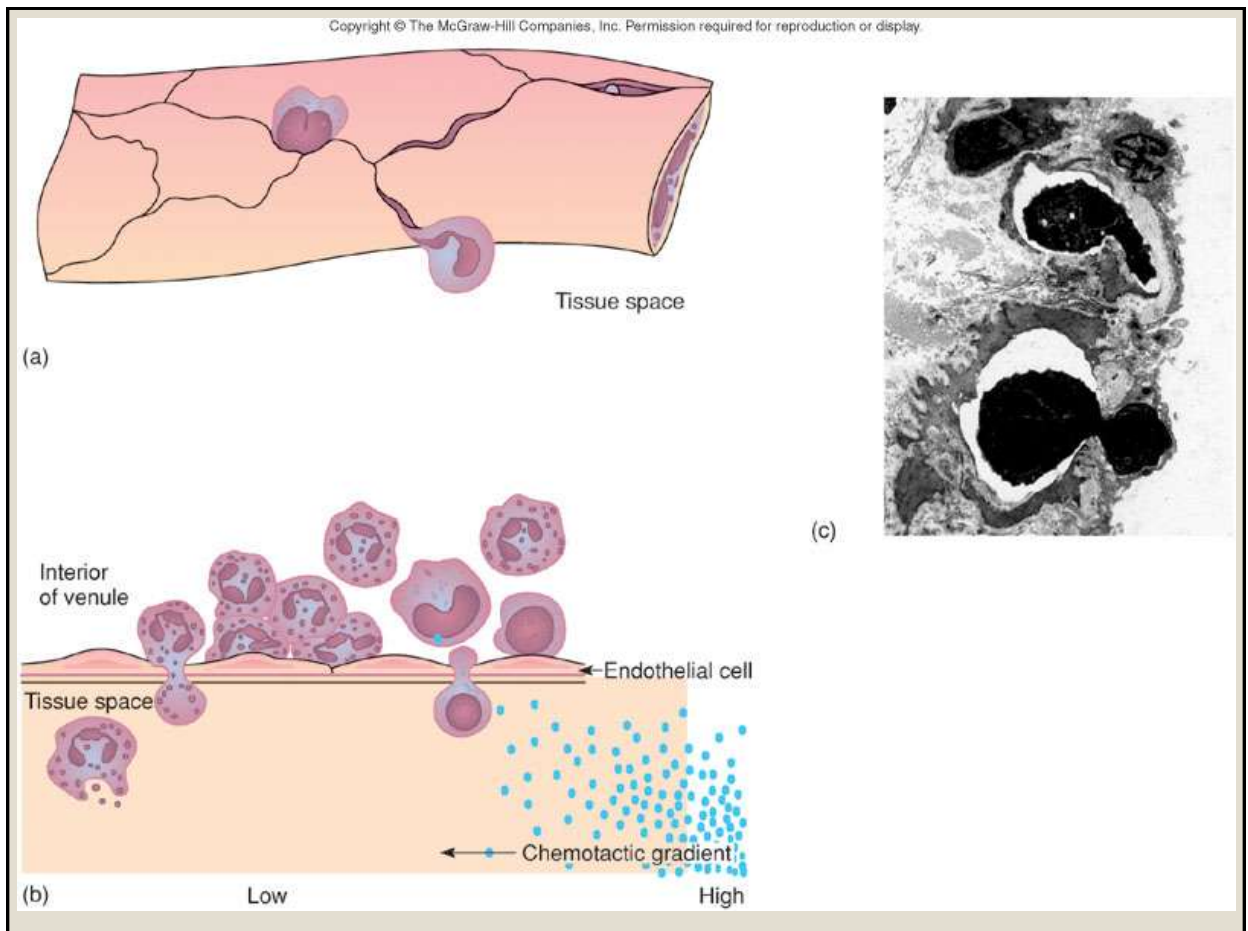 Copyright © The McGraw-Hill Companies, Inc. Permission required for reproduction or display.
Tissue space
(a)
(c)
Interior
of venule
Endothelial cell
Tissue space
Chemotactic gradient
(b)
Low
High